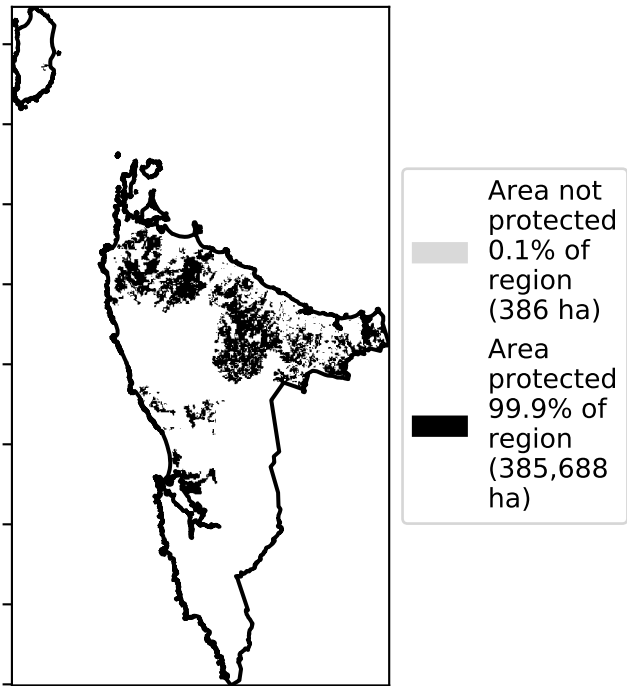 Area not
protected
0.1% of
region
(386 ha)
Area
protected
99.9% of
region
(385,688
ha)